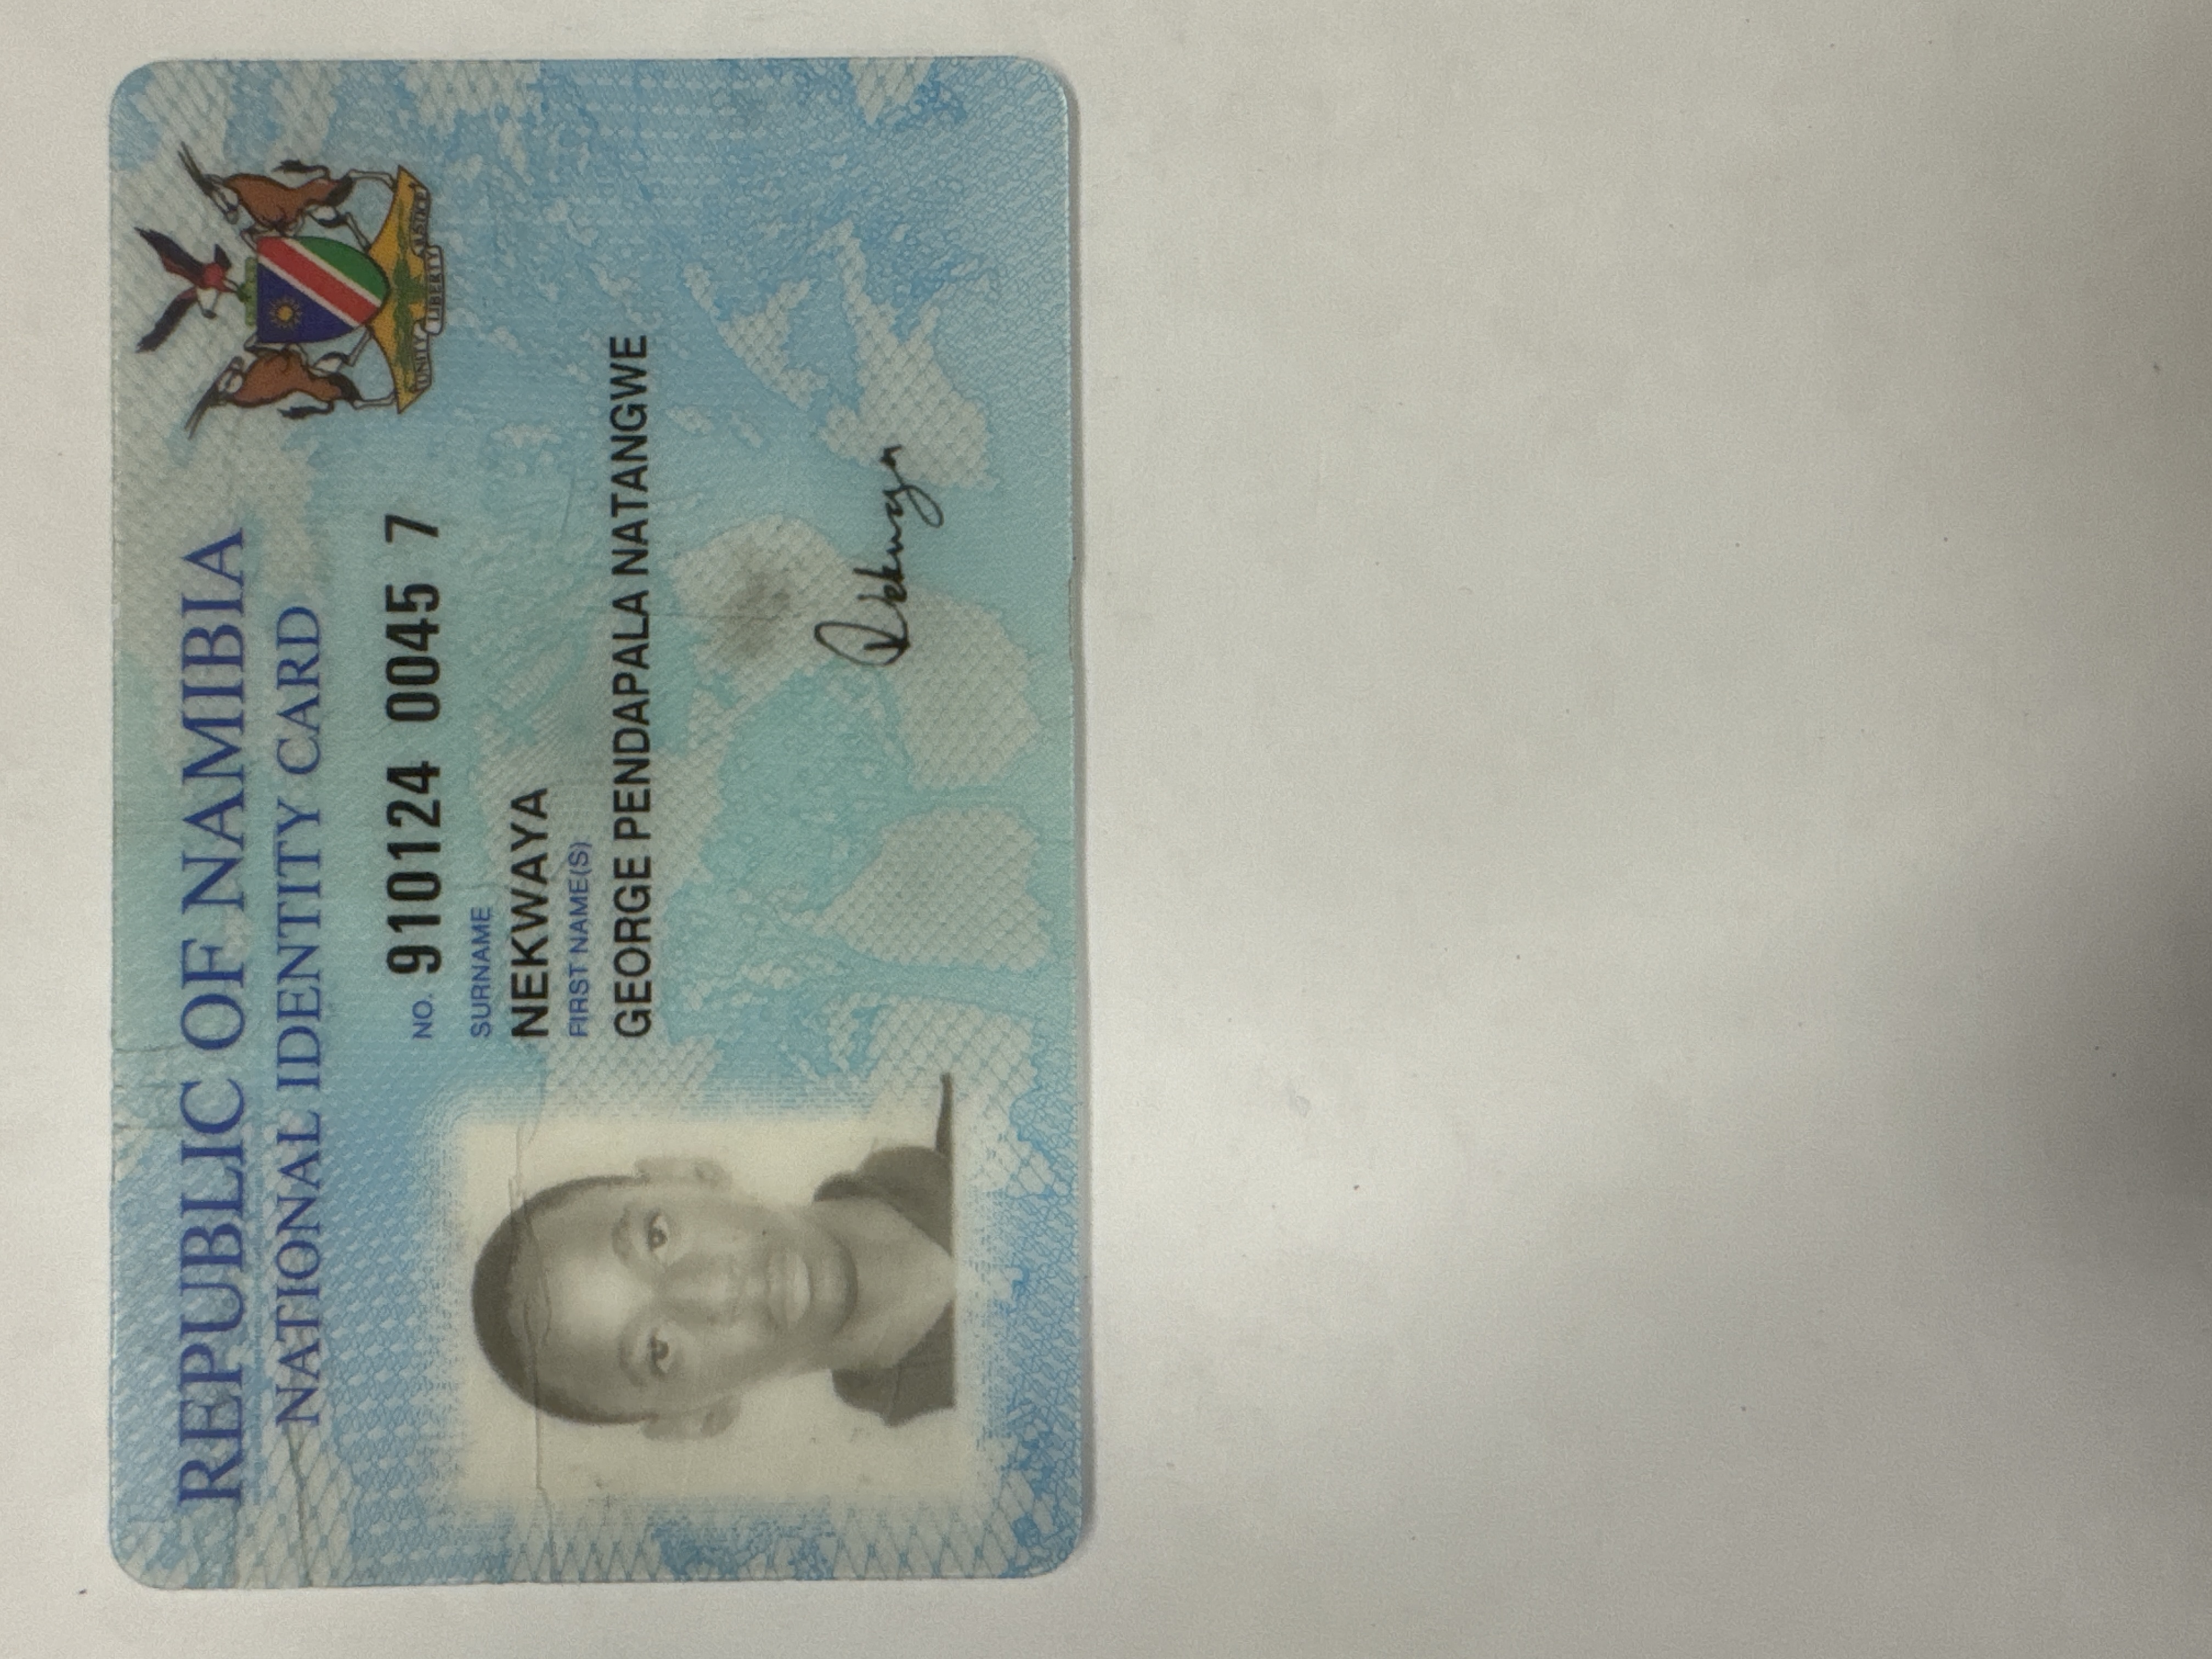 REPUBLIC OF NAMIBIA
NATIONAL IDENTITY CARD
NO. 910124 0045 7
SURNAME
NEKWAYA
FIRST NAME(S)
GEORGE PENDAPALA NATANGWE
UNITY LIBERTY JUSTICE